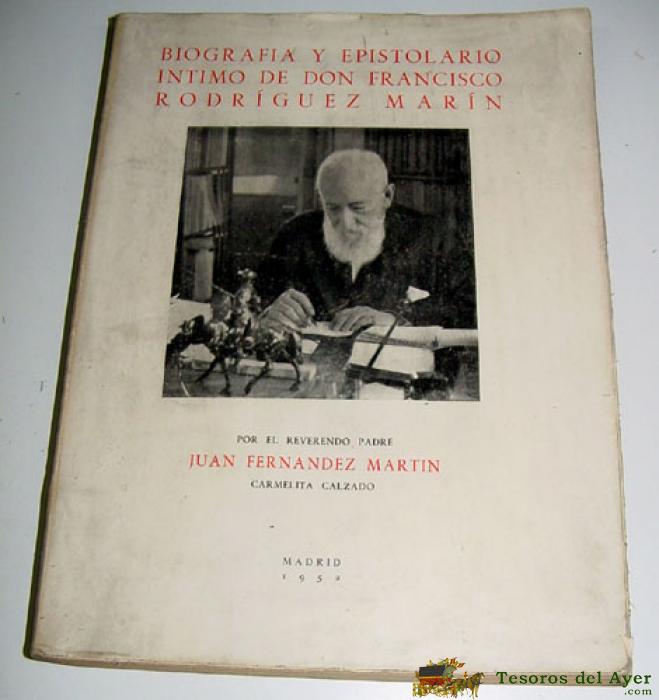 BIOGRAFIA Y EPISTOLARIO
INTIMO DE DON FRANCISCO
RODRÍGUEZ MARÍN
POR EL REVERENDO PADRE
JUAN FERNANDEZ MARTIN
CARMELITA CALZADO
MADRID
1952
Tesoros del Ayer
.com